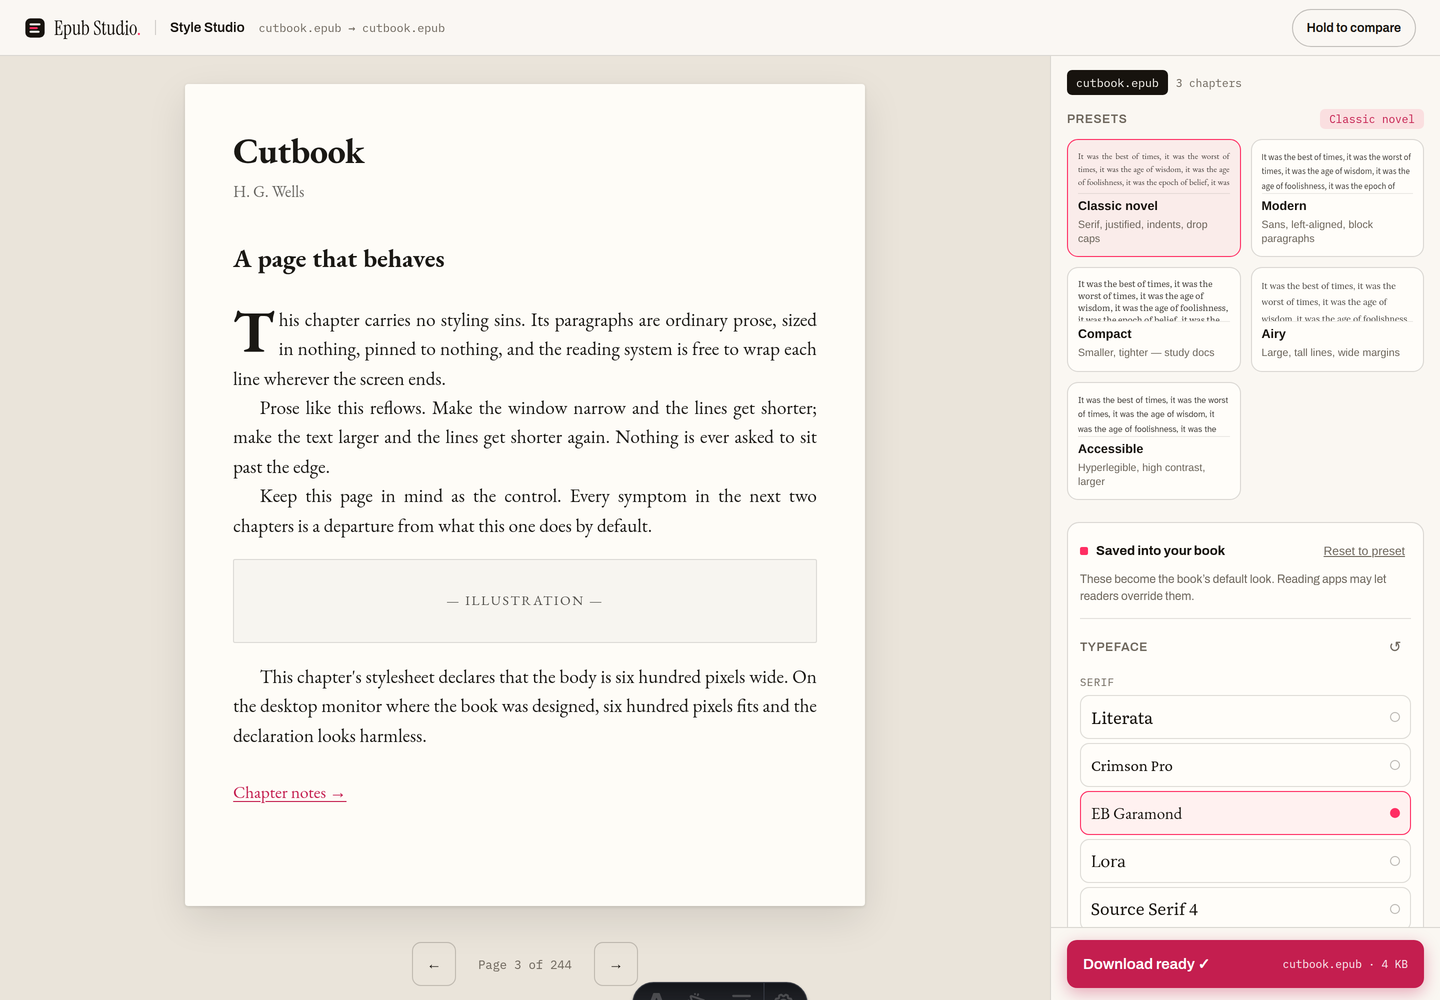 Epub Studio.
Style Studio
cutbook.epub → cutbook.epub
Hold to compare
Cutbook
H. G. Wells
A page that behaves
This chapter carries no styling sins. Its paragraphs are ordinary prose, sized
in nothing, pinned to nothing, and the reading system is free to wrap each
line wherever the screen ends.
Prose like this reflows. Make the window narrow and the lines get shorter;
make the text larger and the lines get shorter again. Nothing is ever asked to sit
past the edge.
Keep this page in mind as the control. Every symptom in the next two
chapters is a departure from what this one does by default.
— ILLUSTRATION —
This chapter's stylesheet declares that the body is six hundred pixels wide. On
the desktop monitor where the book was designed, six hundred pixels fits and the
declaration looks harmless.
Chapter notes →
←
Page 3 of 244
→
cutbook.epub
3 chapters
PRESETS
Classic novel
It was the best of times, it was the worst of
times, it was the age of wisdom, it was the age
of foolishness, it was the epoch of belief, it was
Classic novel
Serif, justified, indents, drop
caps
It was the best of times, it was the worst of
times, it was the age of wisdom, it was the
age of foolishness, it was the epoch of
Modern
Sans, left-aligned, block
paragraphs
It was the best of times, it was the
worst of times, it was the age of
wisdom, it was the age of foolishness,
it was the epoch of belief, it was the
Compact
Smaller, tighter — study docs
It was the best of times, it was the
worst of times, it was the age of
wisdom, it was the age of foolishness,
Airy
Large, tall lines, wide margins
It was the best of times, it was the worst
of times, it was the age of wisdom, it
was the age of foolishness, it was the
Accessible
Hyperlegible, high contrast,
larger
Saved into your book
Reset to preset
These become the book's default look. Reading apps may let
readers override them.
TYPEFACE
↺
SERIF
Literata
Crimson Pro
EB Garamond
Lora
Source Serif 4
Download ready ✓
cutbook.epub · 4 KB